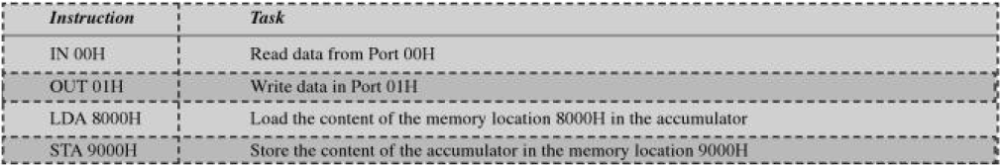 Instruction Task
IN 00H Read data from Port 00H
OUT 01H Write data in Port 01H
LDA 8000H Load the content of the memory location 8000H in the accumulator
STA 9000H Store the content of the accumulator in the memory location 9000H